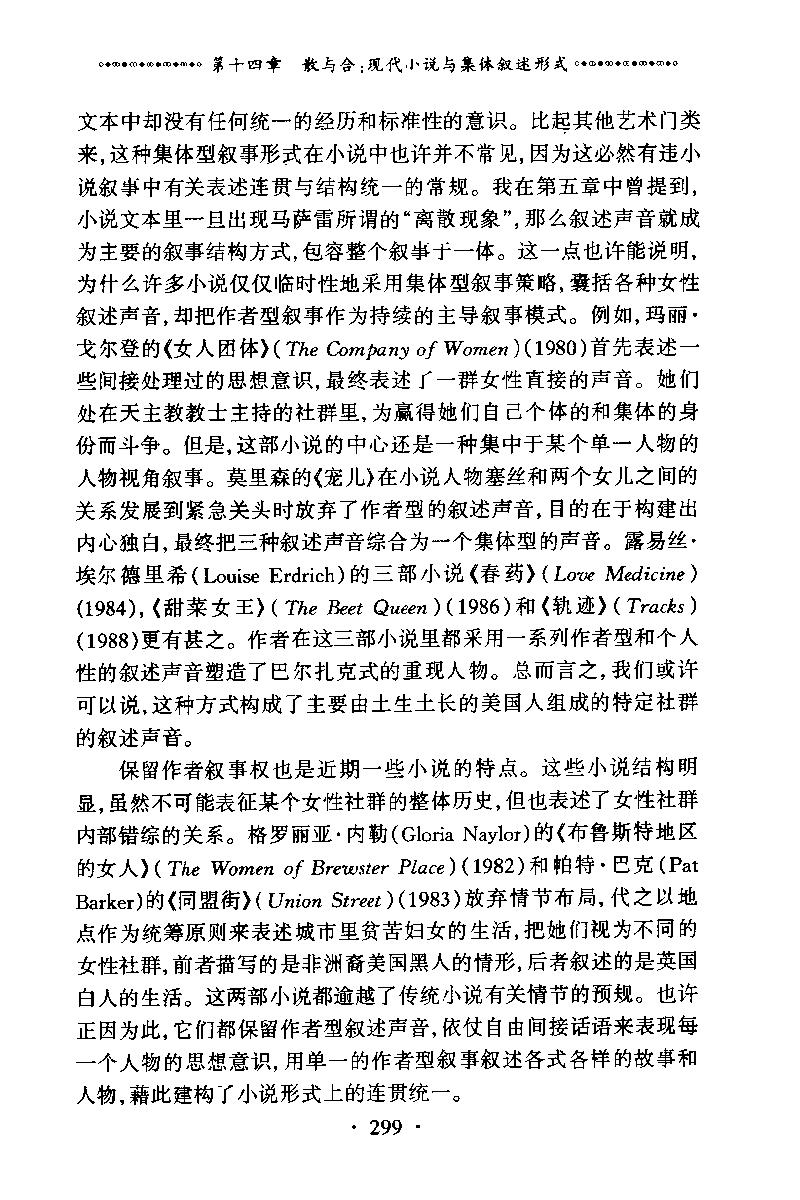 第十四章 散与合:现代小说与集体叙述形式
文本中却没有任何统一的经历和标准性的意识。比起其他艺术门类
来,这种集体型叙事形式在小说中也许并不常见,因为这必然有违小
说叙事中有关表述连贯与结构统一的常规。我在第五章中曾提到,
小说文本里一旦出现马萨雷所谓的“离散现象”,那么叙述声音就成
为主要的叙事结构方式,包容整个叙事于一体。这一点也许能说明,
为什么许多小说仅仅临时性地采用集体型叙事策略,囊括各种女性
叙述声音,却把作者型叙事作为持续的主导叙事模式。例如,玛丽·
戈尔登的《女人团体》(The Company of Women)(1980)首先表述一
些间接处理过的思想意识,最终表述了一群女性直接的声音。她们
处在天主教教士主持的社群里,为赢得她们自己个体的和集体的身
份而斗争。但是,这部小说的中心还是一种集中于某个单一人物的
人物视角叙事。莫里森的《宠儿》在小说人物塞丝和两个女儿之间的
关系发展到紧急关头时放弃了作者型的叙述声音,目的在于构建出
内心独白,最终把三种叙述声音综合为一个集体型的声音。露易丝·
埃尔德里希(Louise Erdrich)的三部小说《春药》(Love Medicine)
(1984),《甜菜女王》(The Beet Queen)(1986)和《轨迹》(Tracks)
(1988)更有甚之。作者在这三部小说里都采用一系列作者型和个人
性的叙述声音塑造了巴尔扎克式的重现人物。总而言之,我们或许
可以说,这种方式构成了主要由土生土长的美国人组成的特定社群
的叙述声音。
保留作者叙事权也是近期一些小说的特点。这些小说结构明
显,虽然不可能表征某个女性社群的整体历史,但也表述了女性社群
内部错综的关系。格罗丽亚·内勒(Gloria Naylor)的《布鲁斯特地区
的女人》(The Women of Brewster Place)(1982)和帕特·巴克(Pat
Barker)的《同盟街》(Union Street)(1983)放弃情节布局,代之以地
点作为统筹原则来表述城市里贫苦妇女的生活,把她们视为不同的
女性社群,前者描写的是非洲裔美国黑人的情形,后者叙述的是英国
白人的生活。这两部小说都逾越了传统小说有关情节的预规。也许
正因为此,它们都保留作者型叙述声音,依仗自由间接话语来表现每
一个人物的思想意识,用单一的作者型叙事叙述各式各样的故事和
人物,藉此建构了小说形式上的连贯统一。
· 299 ·